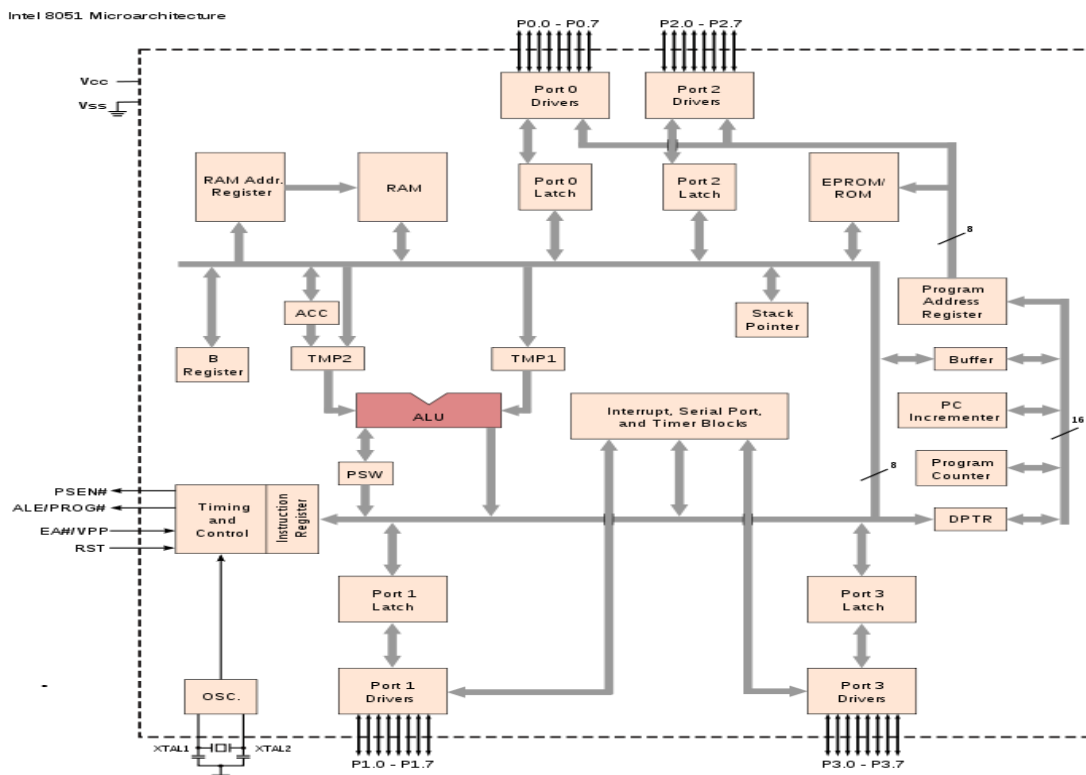 Intel 8051 Microarchitecture
P0.0 - P0.7
P2.0 - P2.7
Vcc
Vss
Port 0
Drivers
Port 2
Drivers
RAM Addr.
Register
RAM
Port 0
Latch
Port 2
Latch
EPROM/
ROM
8
Program
Address
Register
ACC
Stack
Pointer
B
Register
TMP2
TMP1
Buffer
ALU
Interrupt, Serial Port,
and Timer Blocks
PC
Incrementer
16
PSW
8
Program
Counter
PSEN#
ALE/PROG#
EA#/VPP
RST
Timing
and
Control
Instruction
Register
DPTR
Port 1
Latch
Port 3
Latch
OSC.
Port 1
Drivers
Port 3
Drivers
XTAL1
XTAL2
P1.0 - P1.7
P3.0 - P3.7